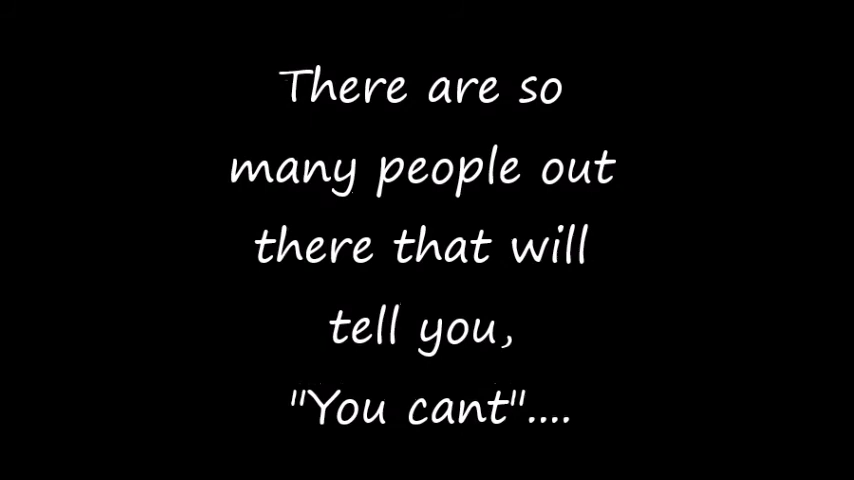 There are so
many people out
there that will
tell you,
"You cant"....